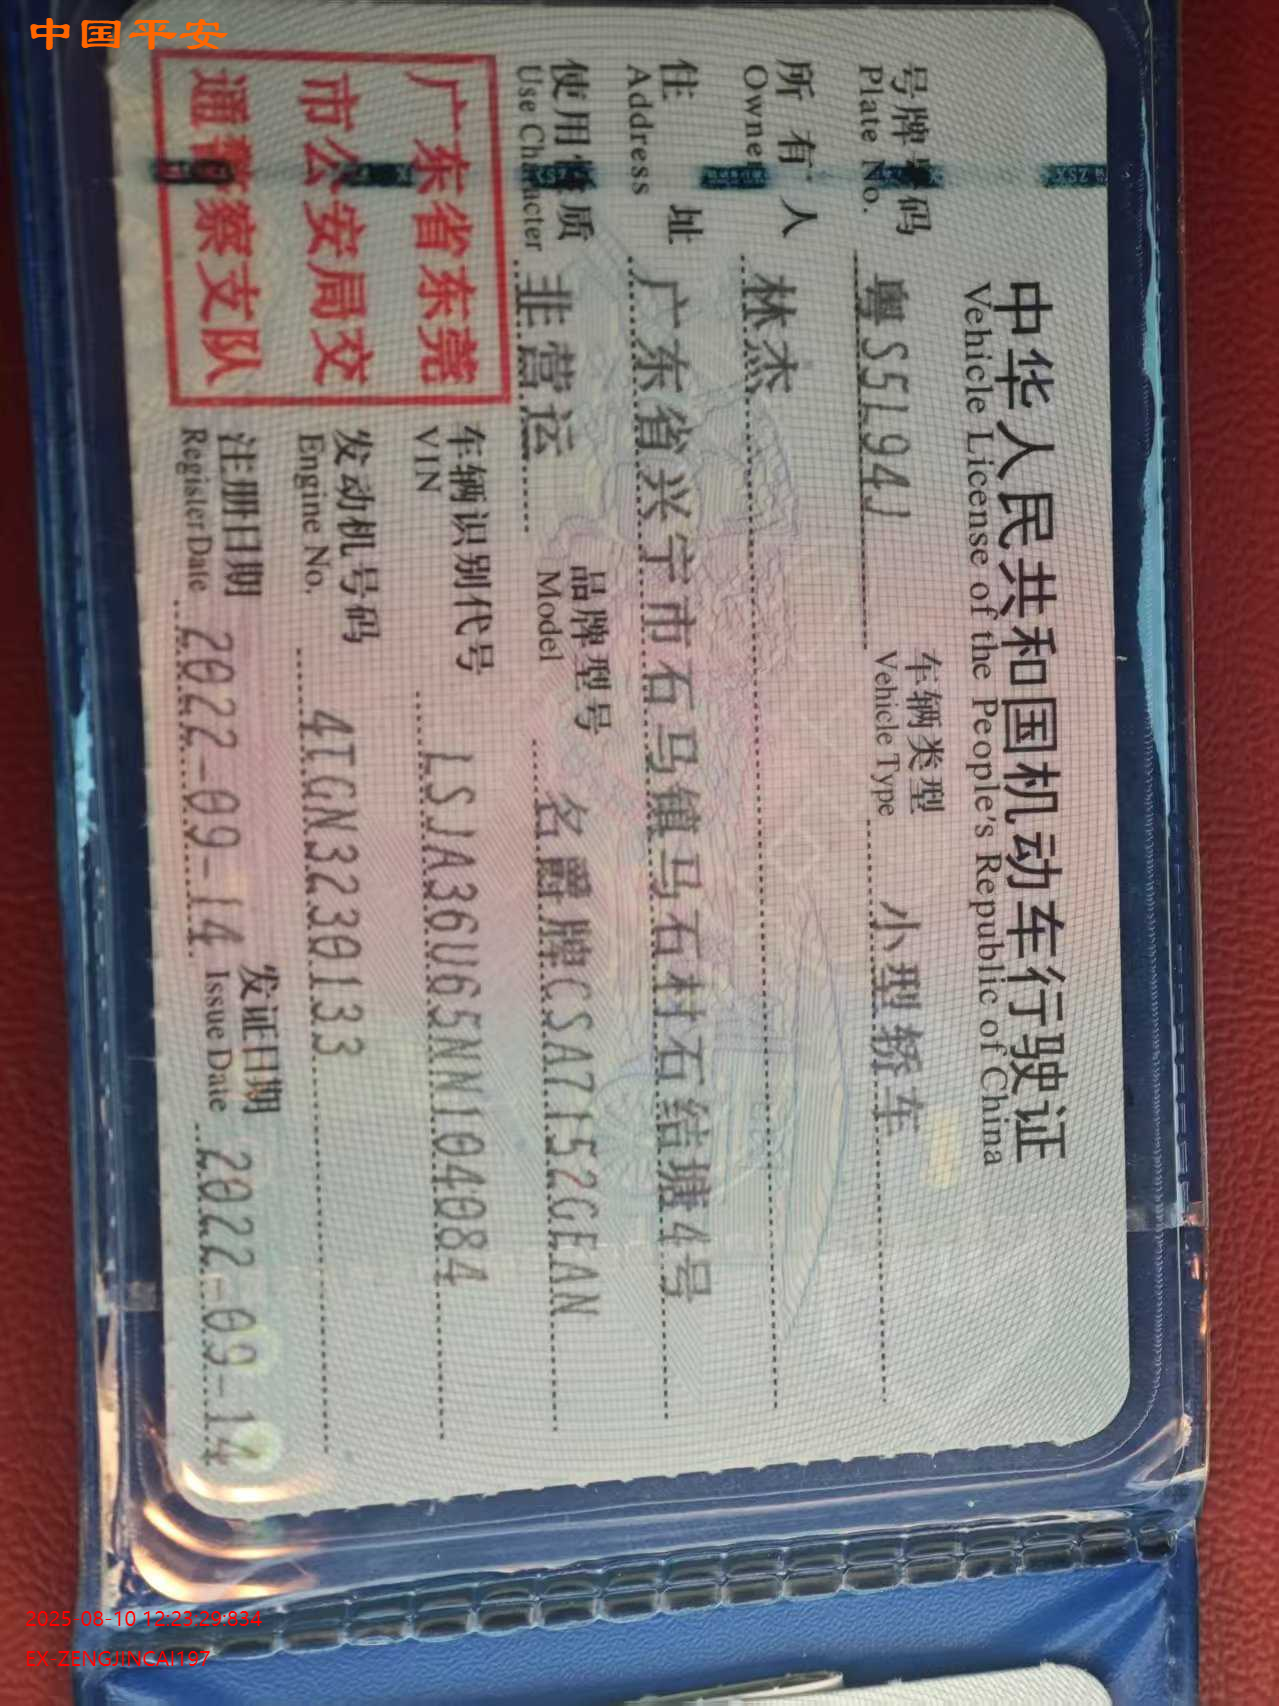 中国平安
中华人民共和国机动车行驶证
Vehicle License of the People's Republic of China
号牌号码 粤S5L94J 车辆类型 小型轿车
Plate No. Vehicle Type
所有人 林杰
Owner
住址 广东省兴宁市石马镇马石村石结塘4号
Address
使用性质 非营运 品牌型号 名爵牌CSA7152GEAN
Use Character Model
广东省东莞
市公安局交
通警察支队
车辆识别代号 LSJA36U65NN104084
VIN
发动机号码 4IGN3230133
Engine No.
注册日期 2022-09-14 发证日期 2022-09-14
Register Date Issue Date
2025-08-10 12:23:29:834
EX-ZENGJINCAI197